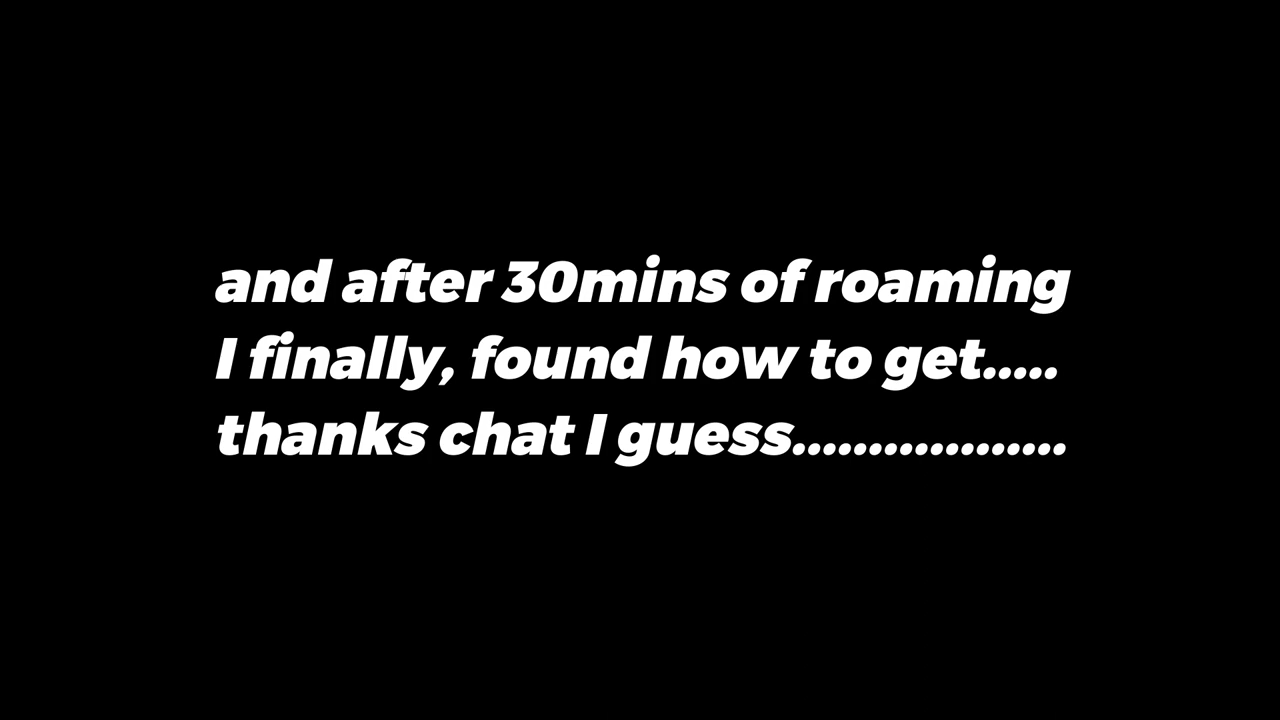 and after 30mins of roaming
I finally, found how to get.....
thanks chat I guess..................